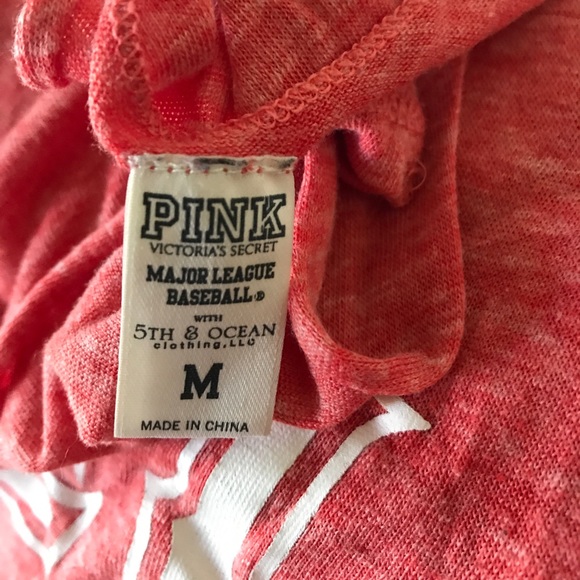 PINK
VICTORIA'S SECRET
MAJOR LEAGUE
BASEBALL®
WITH
5TH & OCEAN
clothing, LLC
M
MADE IN CHINA